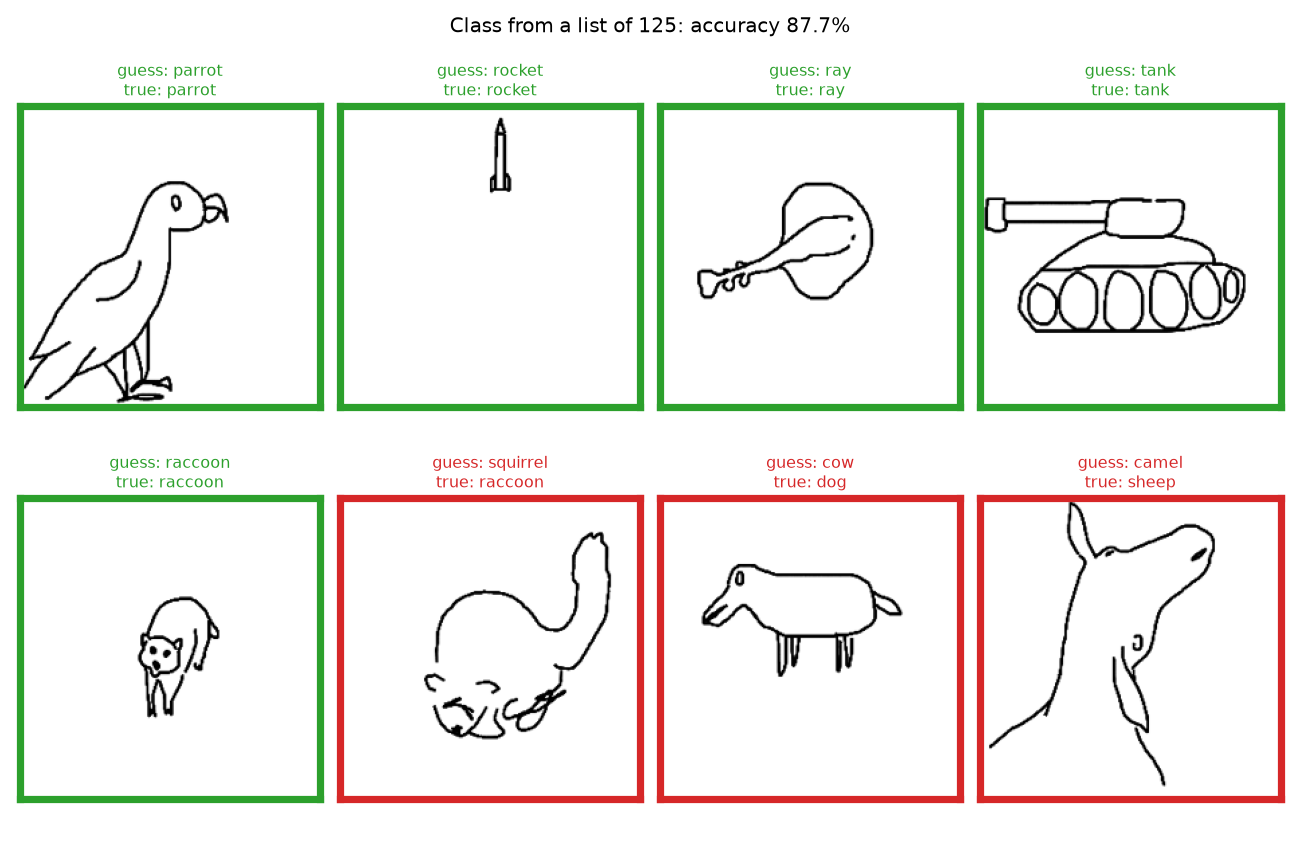 Class from a list of 125: accuracy 87.7%
guess: parrot
true: parrot
guess: rocket
true: rocket
guess: ray
true: ray
guess: tank
true: tank
guess: raccoon
true: raccoon
guess: squirrel
true: raccoon
guess: cow
true: dog
guess: camel
true: sheep